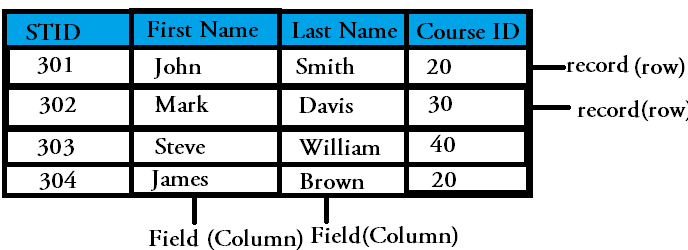 STID First Name Last Name Course ID
301 John Smith 20 record (row)
302 Mark Davis 30 record(row)
303 Steve William 40
304 James Brown 20
Field (Column) Field(Column)